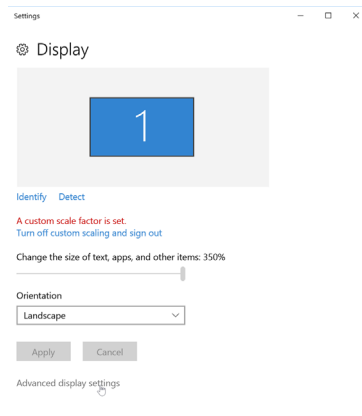 Settings
Display
1
Identify Detect
A custom scale factor is set.
Turn off custom scaling and sign out
Change the size of text, apps, and other items: 350%
Orientation
Landscape
Apply Cancel
Advanced display settings